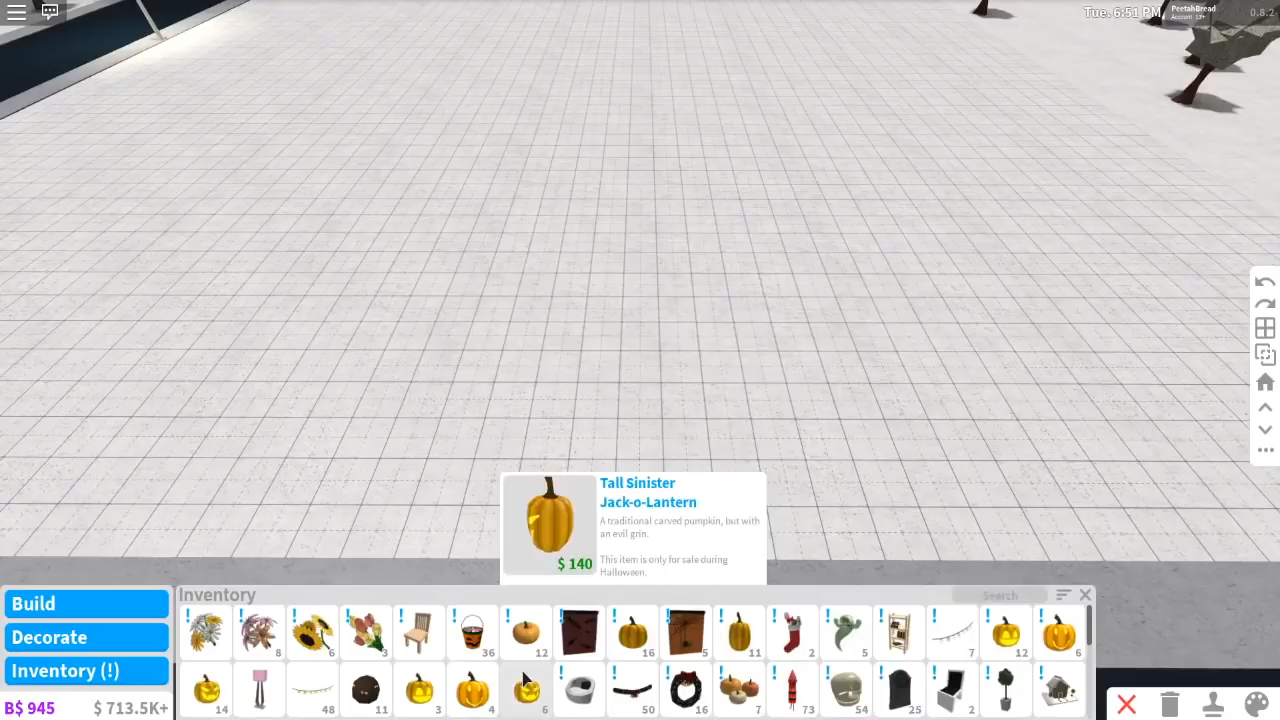 Tue. 6:51 PM
PeetahBread
Account: 13+
0.8.2
Tall Sinister
Jack-o-Lantern
A traditional carved pumpkin, but with
an evil grin.
This item is only for sale during
Halloween.
$ 140
Inventory
Search
Build
Decorate
Inventory (!)
B$ 945
$ 713.5K+
! ! 8 ! 6 ! 3 ! ! 36 ! 12 ! ! 16 ! 5 ! 11 ! 2 ! 5 ! ! 7 ! 12 ! 6
14 48 11 3 4 6 ! ! 50 ! 16 ! 7 ! 73 ! 54 ! 25 ! 2 ! !